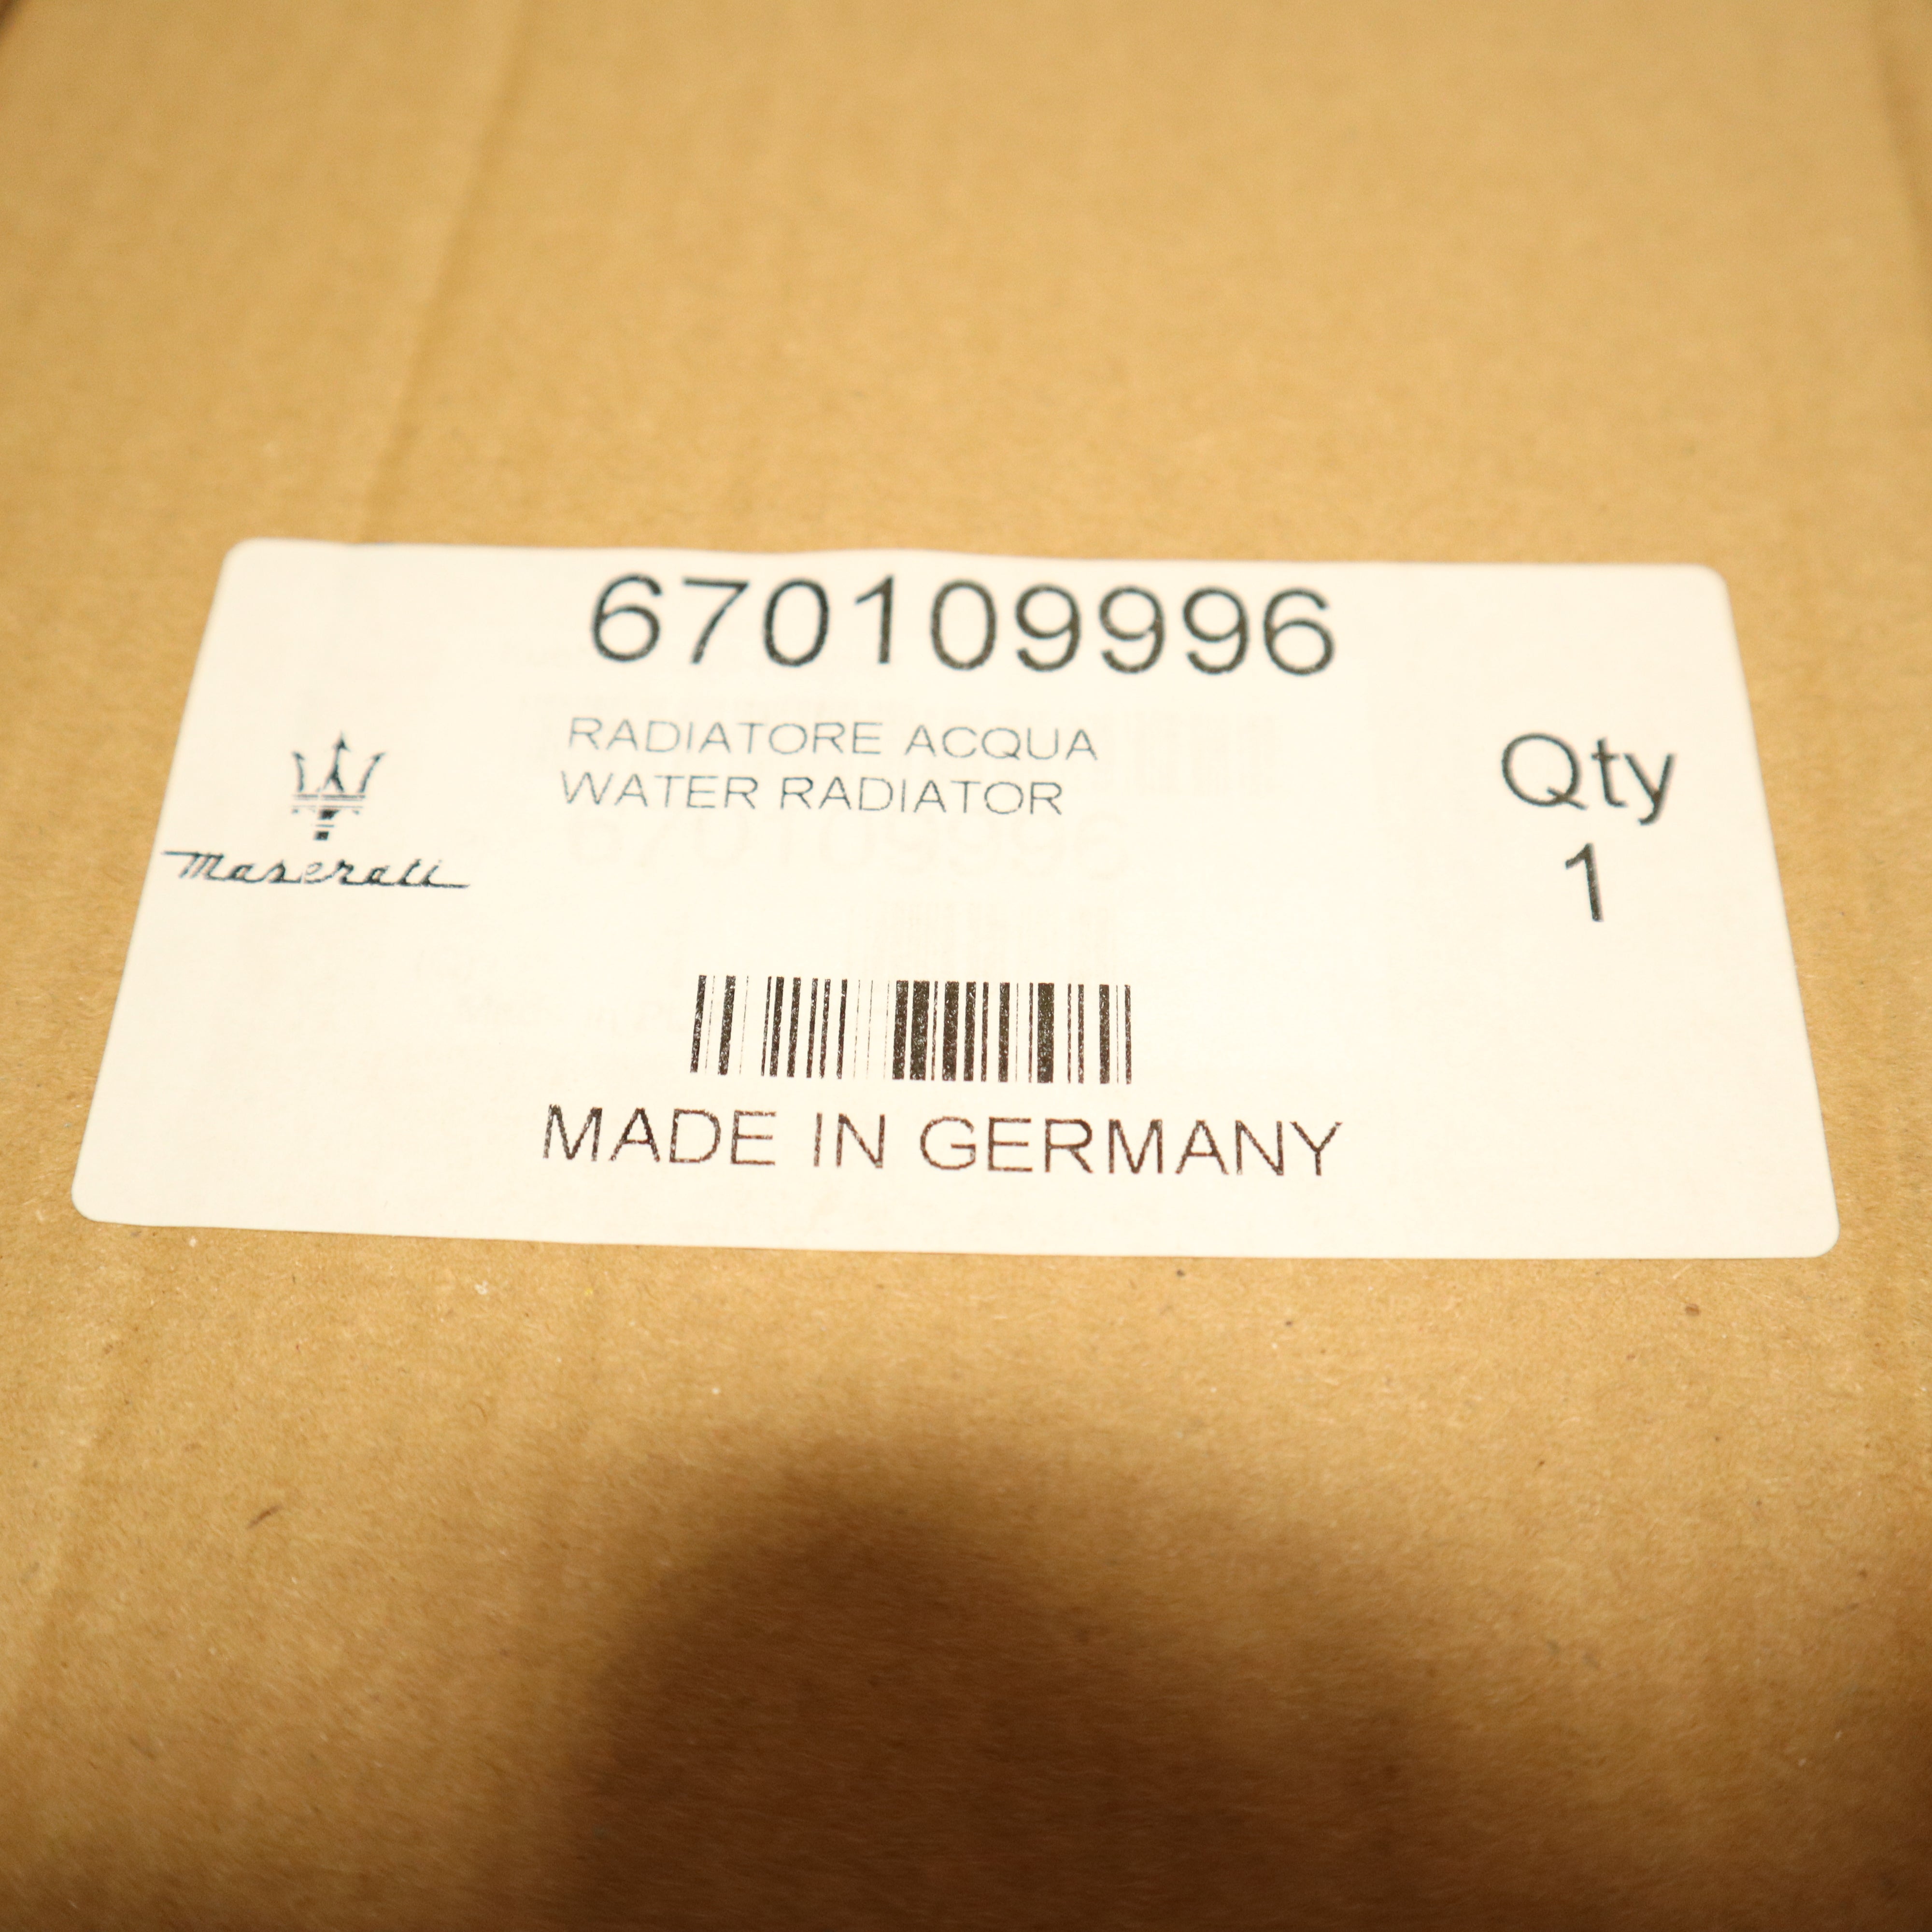 670109996
RADIATORE ACQUA
WATER RADIATOR
Qty
1
Maserati
MADE IN GERMANY